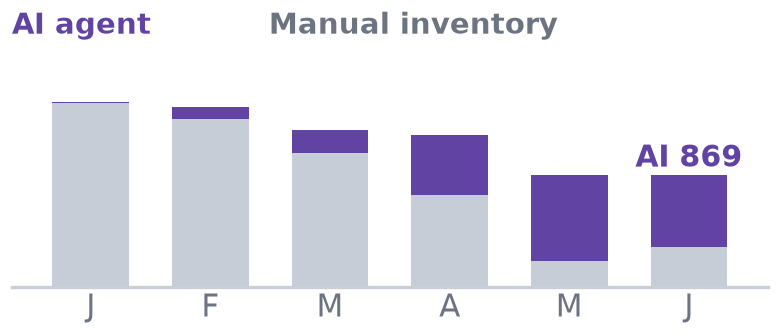 AI agent Manual inventory
AI 869
J F M A M J